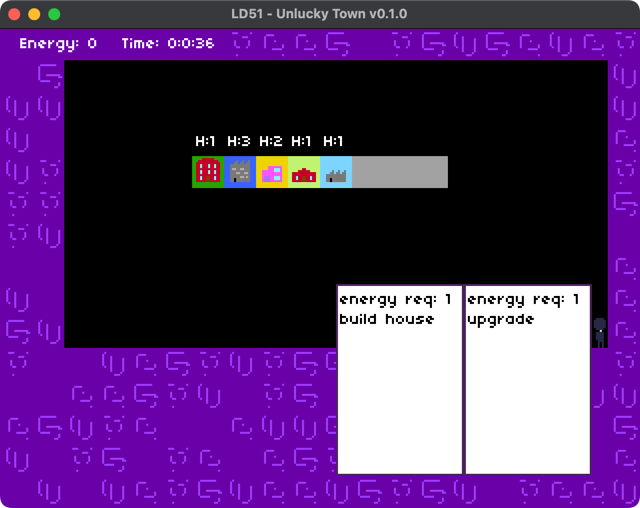 LD51 - Unlucky Town v0.1.0
Energy: 0 Time: 0:0:36
H:1 H:3 H:2 H:1 H:1
energy req: 1
build house
energy req: 1
upgrade